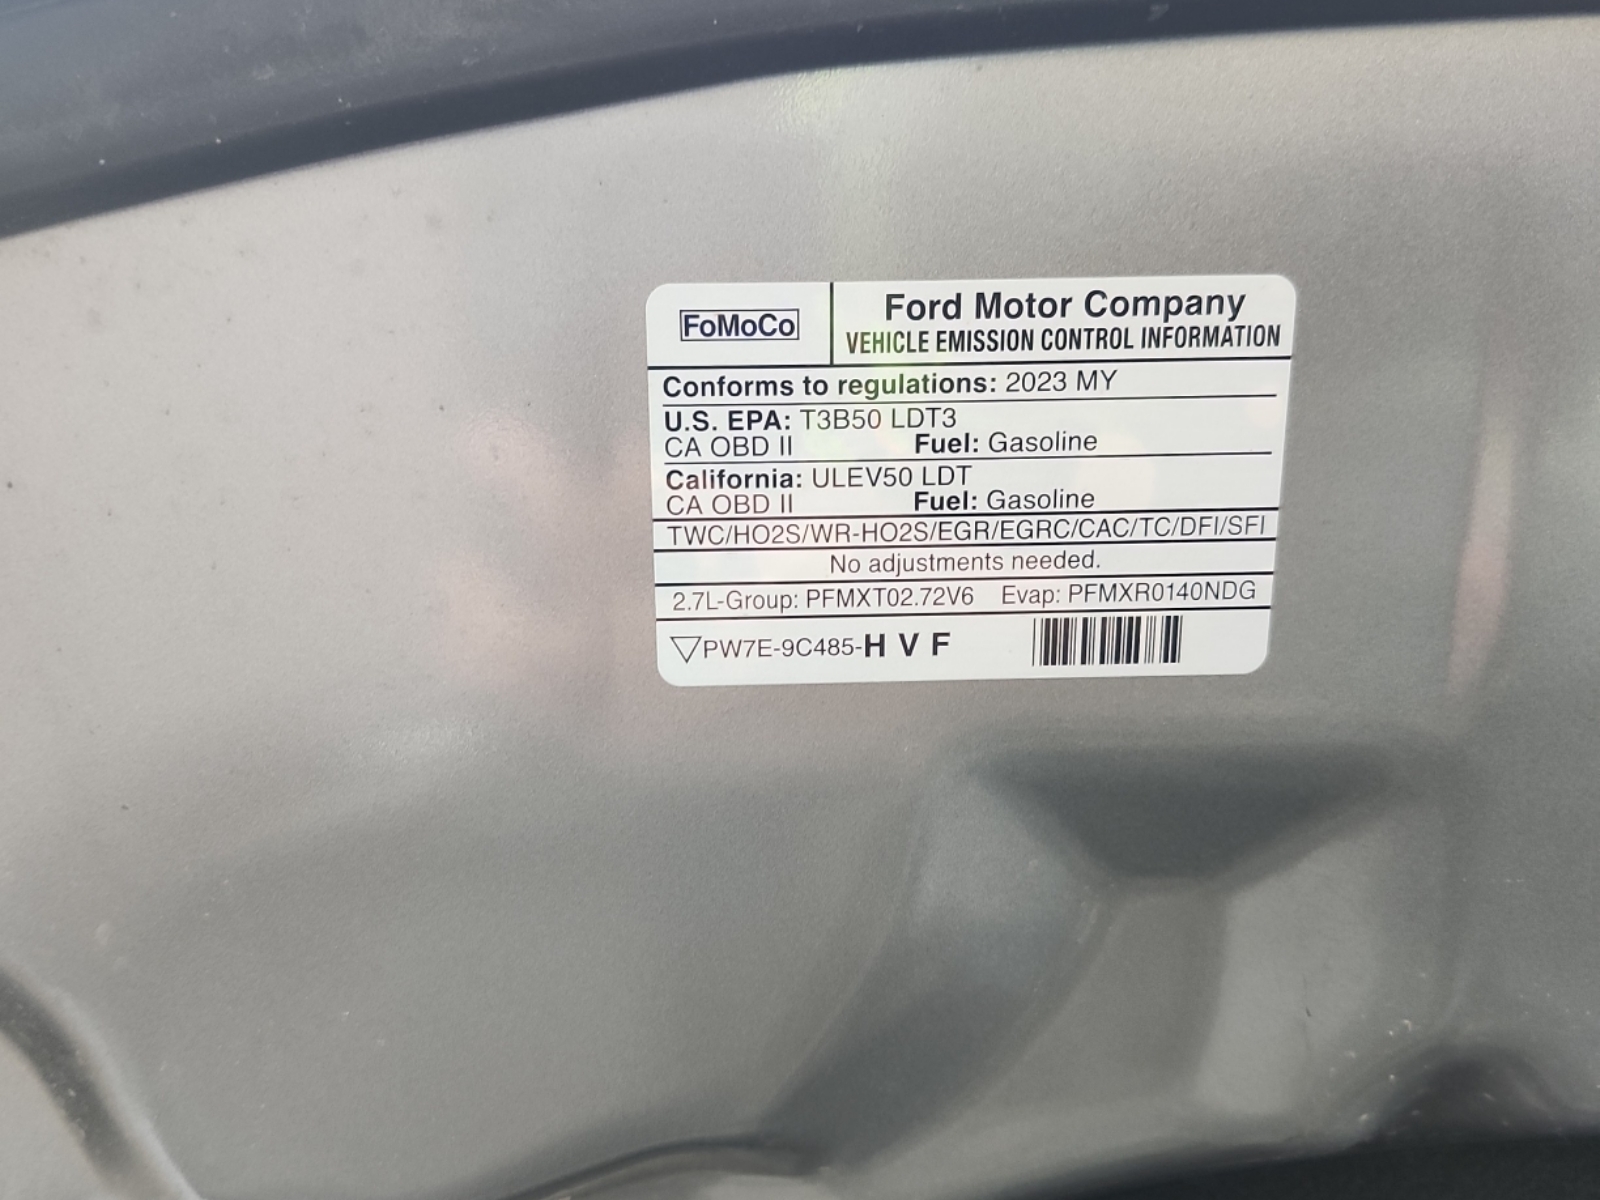 FoMoCo
Ford Motor Company
VEHICLE EMISSION CONTROL INFORMATION
Conforms to regulations: 2023 MY
U.S. EPA: T3B50 LDT3
CA OBD II Fuel: Gasoline
California: ULEV50 LDT
CA OBD II Fuel: Gasoline
TWC/HO2S/WR-HO2S/EGR/EGRC/CAC/TC/DFI/SFI
No adjustments needed.
2.7L-Group: PFMXT02.72V6 Evap: PFMXR0140NDG
PW7E-9C485-H V F